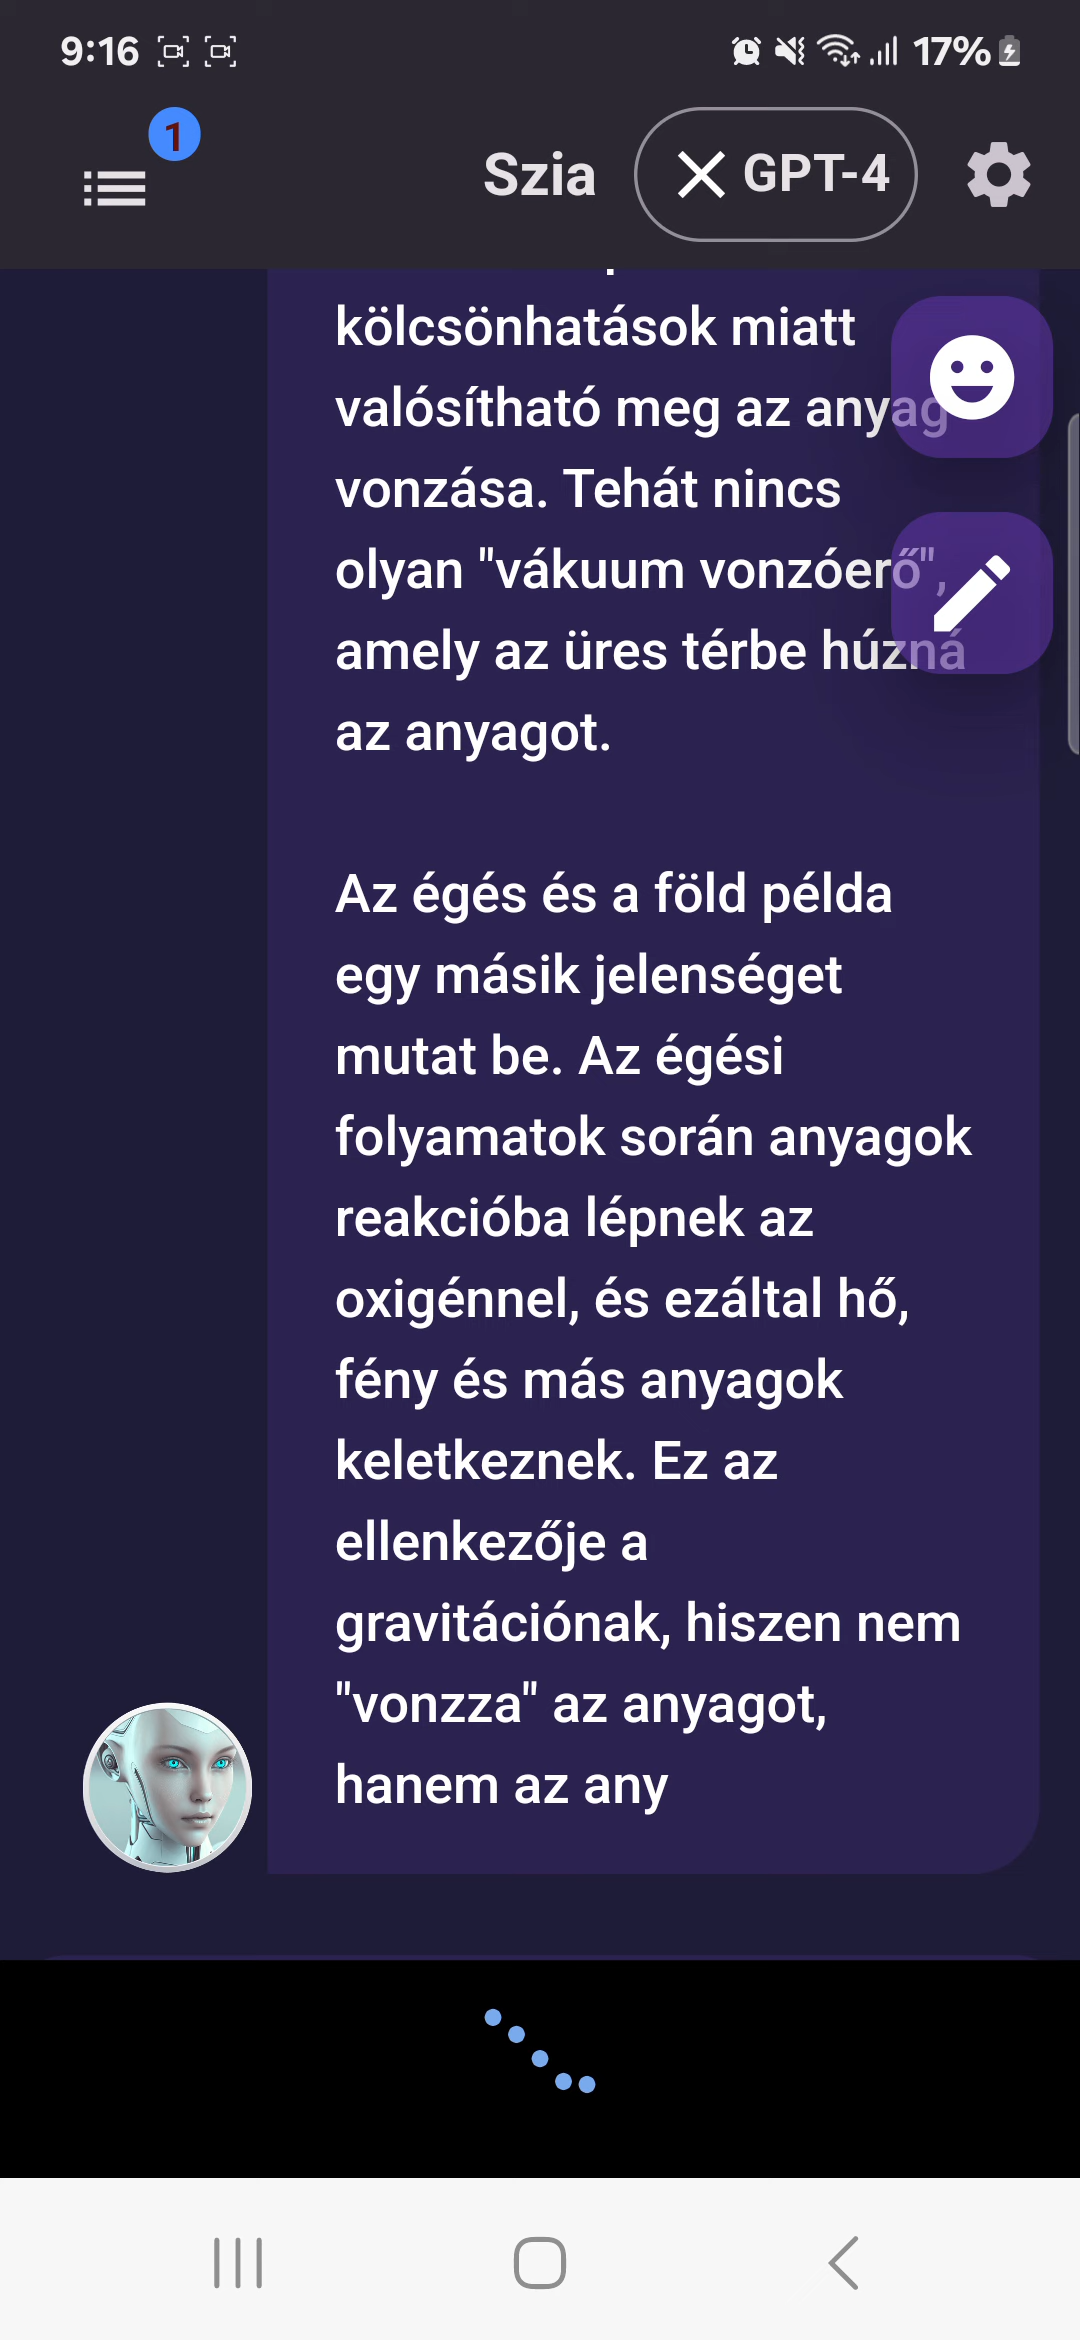 9:16 17%
1
Szia GPT-4
kölcsönhatások miatt
valósítható meg az anyag
vonzása. Tehát nincs
olyan "vákuum vonzóerő",
amely az üres térbe húzná
az anyagot.
Az égés és a föld példa
egy másik jelenséget
mutat be. Az égési
folyamatok során anyagok
reakcióba lépnek az
oxigénnel, és ezáltal hő,
fény és más anyagok
keletkeznek. Ez az
ellenkezője a
gravitációnak, hiszen nem
"vonzza" az anyagot,
hanem az any